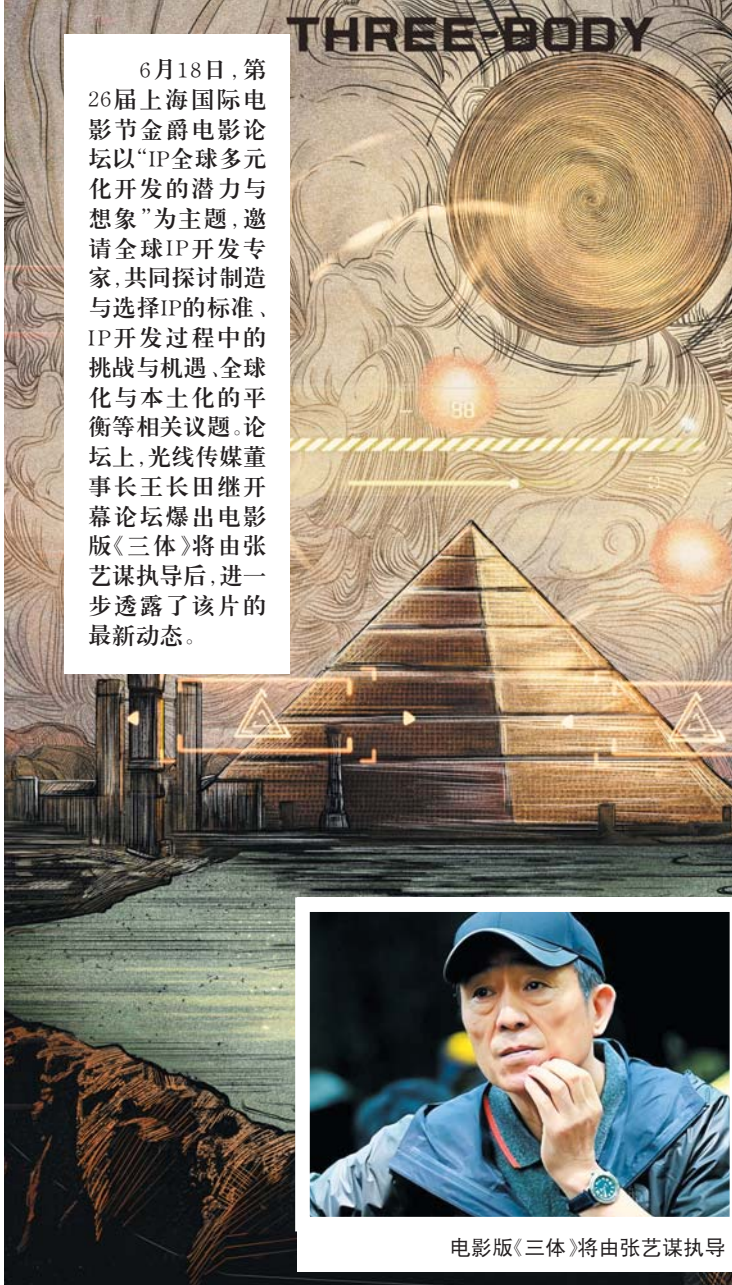 THREE-BODY
6月18日，第
26届上海国际电
影节金爵电影论
坛以“IP全球多元
化开发的潜力与
想象”为主题，邀
请全球IP开发专
家，共同探讨制造
与选择IP的标准、
IP开发过程中的
挑战与机遇、全球
化与本土化的平
衡等相关议题。论
坛上，光线传媒董
事长王长田继开
幕论坛爆出电影
版《三体》将由张
艺谋执导后，进一
步透露了该片的
最新动态。
98
电影版《三体》将由张艺谋执导